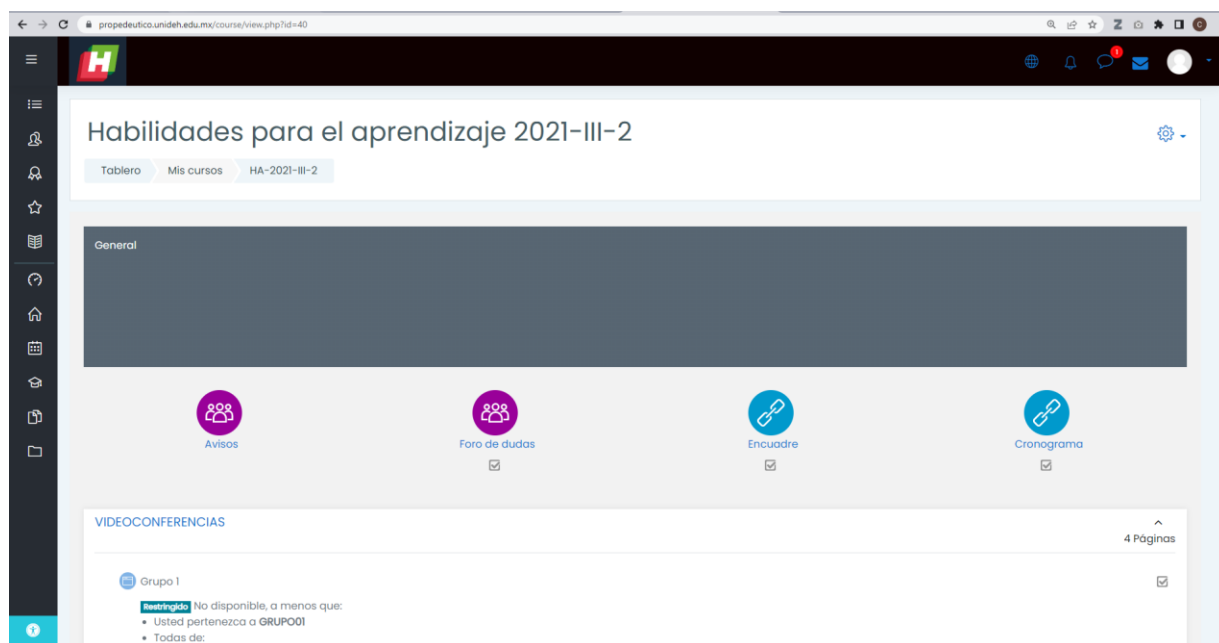 propedeutico.unideh.edu.mx/course/view.php?id=40
Z
C
H
1
Habilidades para el aprendizaje 2021-III-2
Tablero Mis cursos HA-2021-III-2
General
Avisos Foro de dudas Encuadre Cronograma
VIDEOCONFERENCIAS
4 Páginas
Grupo 1
Restringido No disponible, a menos que:
• Usted pertenezca a GRUPO01
• Todas de: